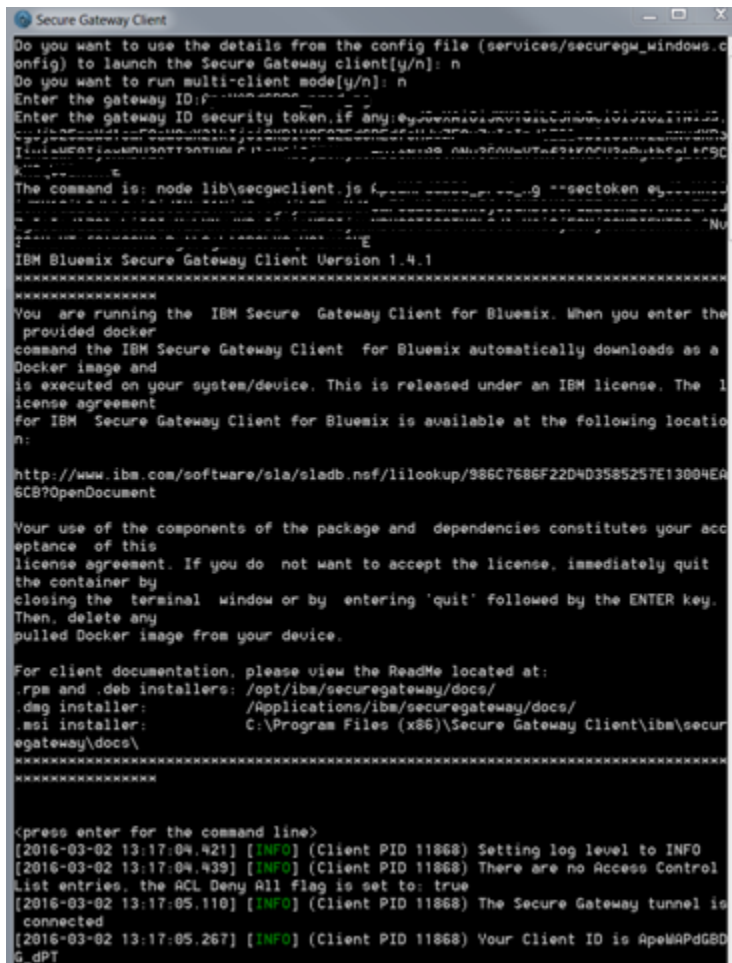 Secure Gateway Client
Do you want to use the details from the config file (services/securegw_windows.c
onfig) to launch the Secure Gateway client[y/n]: n
Do you want to run multi-client mode[y/n]: n
Enter the gateway ID:
Enter the gateway ID security token,if any:
The command is: node lib\secgwclient.js --sectoken
IBM Bluemix Secure Gateway Client Version 1.4.1
You are running the IBM Secure Gateway Client for Bluemix. When you enter the
provided docker
command the IBM Secure Gateway Client for Bluemix automatically downloads as a
Docker image and
is executed on your system/device. This is released under an IBM license. The l
icense agreement
for IBM Secure Gateway Client for Bluemix is available at the following locatio
n:
http://www.ibm.com/software/sla/sladb.nsf/lilookup/986C7686F22D4D3585257E13004EA
6CB?OpenDocument
Your use of the components of the package and dependencies constitutes your acc
eptance of this
license agreement. If you do not want to accept the license, immediately quit
the container by
closing the terminal window or by entering 'quit' followed by the ENTER key.
Then, delete any
pulled Docker image from your device.
For client documentation, please view the ReadMe located at:
.rpm and .deb installers: /opt/ibm/securegateway/docs/
.dmg installer: /Applications/ibm/securegateway/docs/
.msi installer: C:\Program Files (x86)\Secure Gateway Client\ibm\secur
egateway\docs\
<press enter for the command line>
[2016-03-02 13:17:04.421] [INFO] (Client PID 11868) Setting log level to INFO
[2016-03-02 13:17:04.439] [INFO] (Client PID 11868) There are no Access Control
List entries, the ACL Deny All flag is set to: true
[2016-03-02 13:17:05.110] [INFO] (Client PID 11868) The Secure Gateway tunnel is
connected
[2016-03-02 13:17:05.267] [INFO] (Client PID 11868) Your Client ID is ApeWAPdGBD
G_dPT